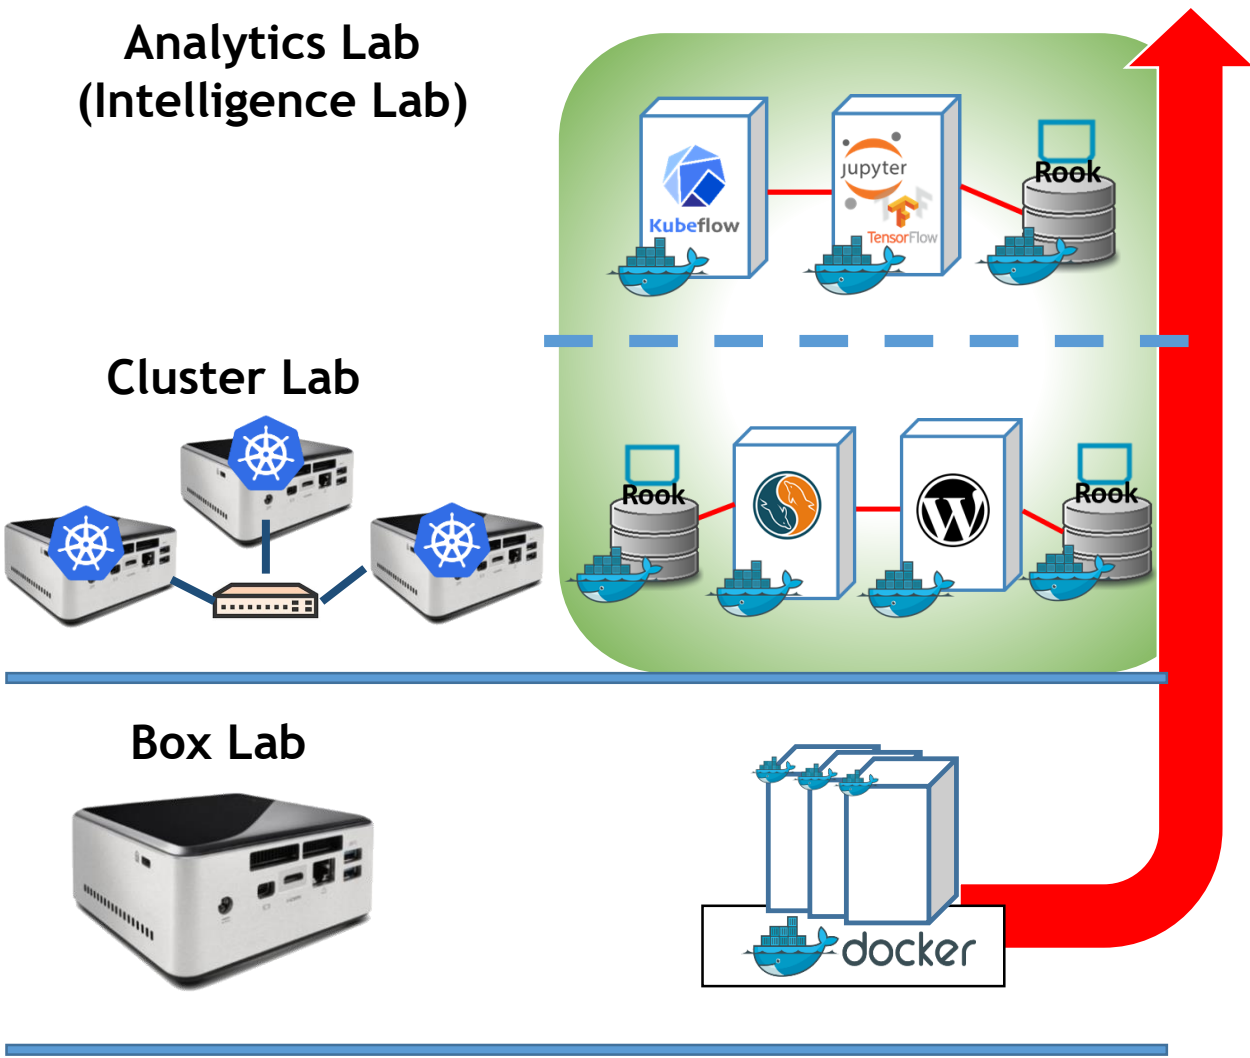 Analytics Lab
(Intelligence Lab)
Kubeflow
jupyter
TensorFlow
Rook
Cluster Lab
Rook
Rook
Box Lab
docker